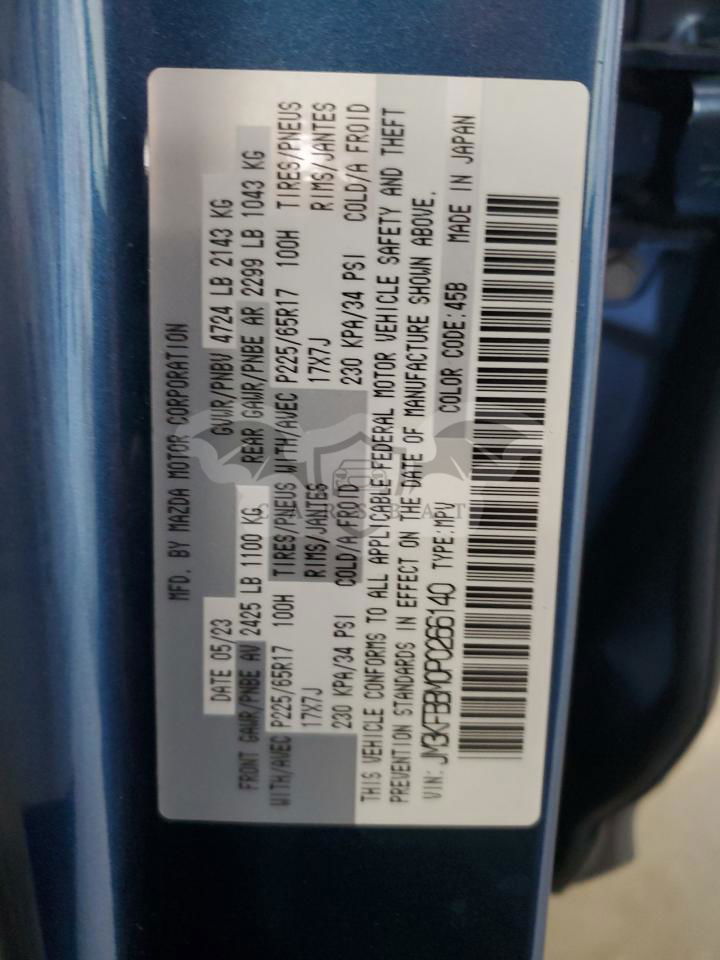 MFD. BY MAZDA MOTOR CORPORATION
DATE 05/23 GVWR/PNBV 4724 LB 2143 KG
FRONT GAWR/PNBE AV 2425 LB 1100 KG REAR GAWR/PNBE AR 2299 LB 1043 KG
WITH/AVEC P225/65R17 100H TIRES/PNEUS WITH/AVEC P225/65R17 100H TIRES/PNEUS
17X7J RIMS/JANTES 17X7J RIMS/JANTES
230 KPA/34 PSI COLD/A FROID 230 KPA/34 PSI COLD/A FROID
THIS VEHICLE CONFORMS TO ALL APPLICABLE FEDERAL MOTOR VEHICLE SAFETY AND THEFT
PREVENTION STANDARDS IN EFFECT ON THE DATE OF MANUFACTURE SHOWN ABOVE.
VIN: JM3KFBBM0P0266140 TYPE:MPV COLOR CODE:45B MADE IN JAPAN